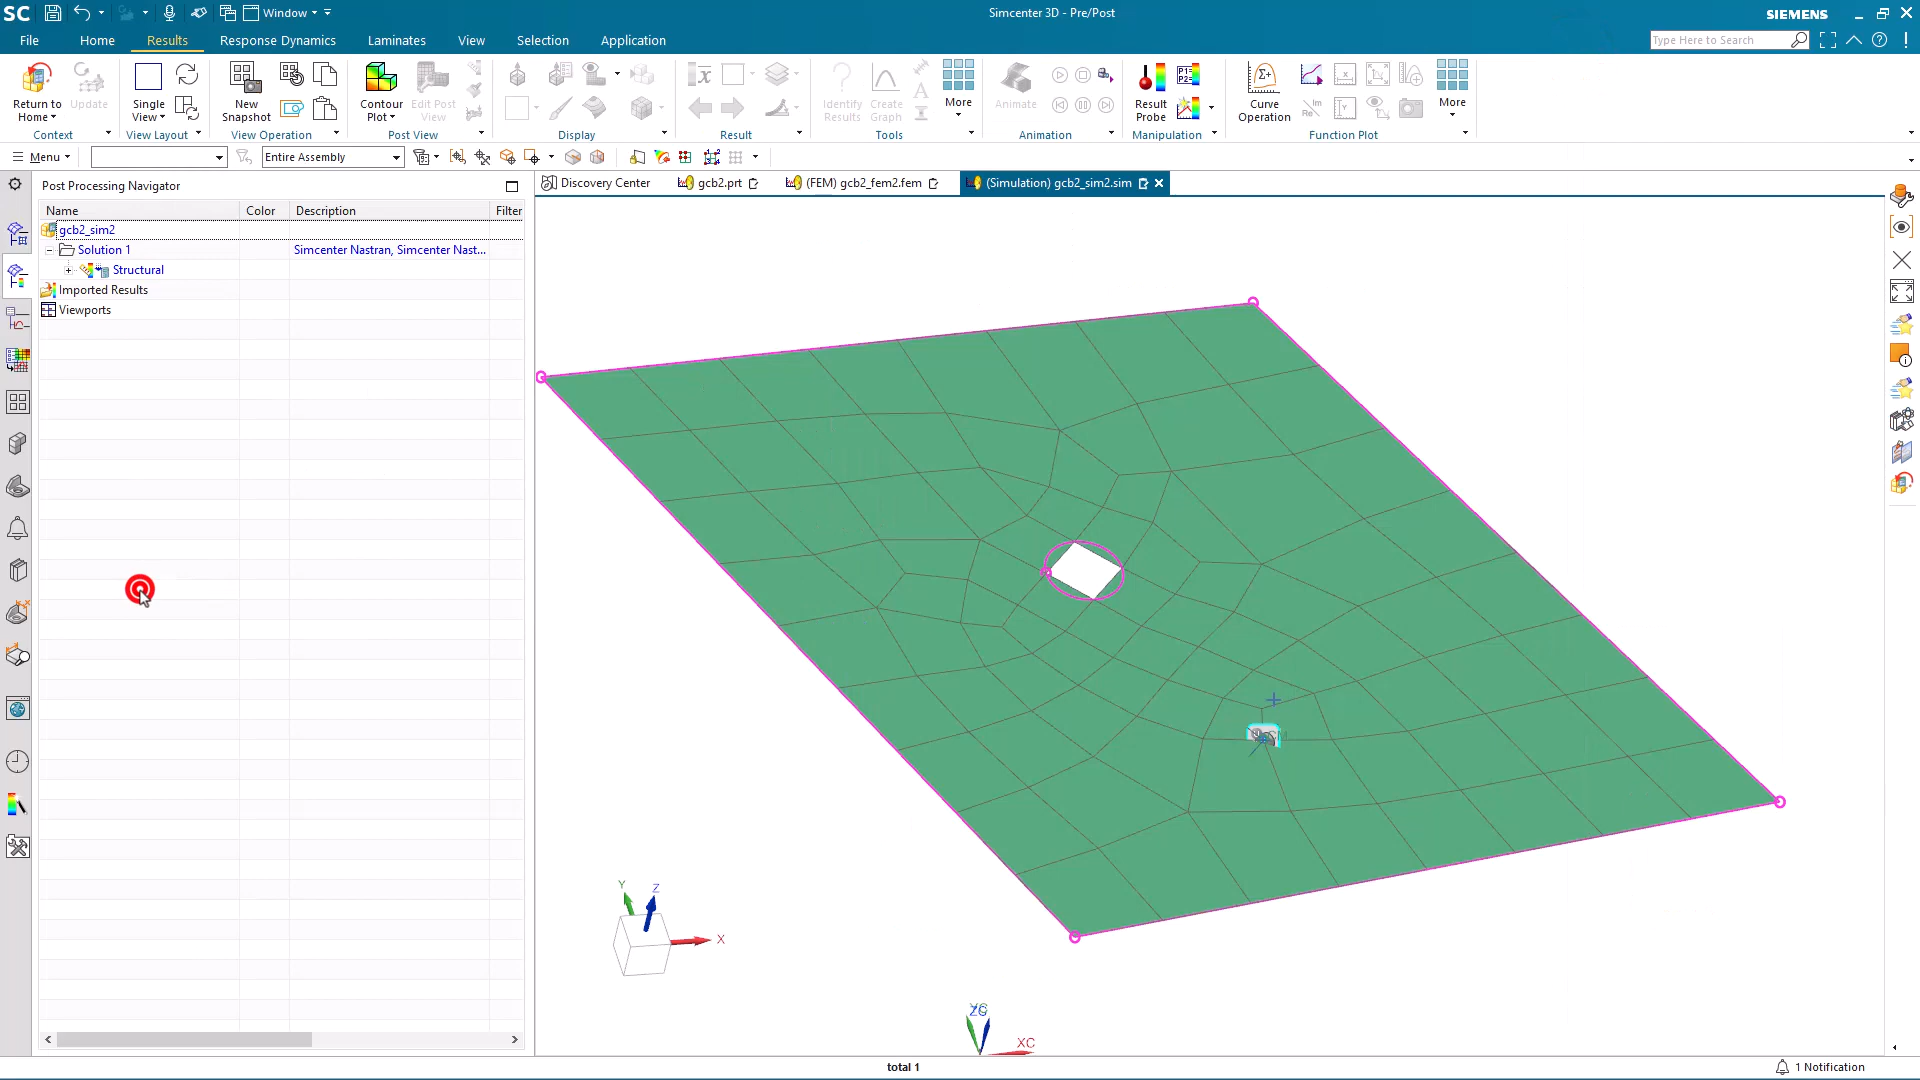 SC Window Simcenter 3D - Pre/Post SIEMENS
File Home Results Response Dynamics Laminates View Selection Application Type Here to Search
Return to Home Update Single View New Snapshot Contour Plot Edit Post View Identify Results Create Graph More Animate Result Probe Curve Operation More
Context View Layout View Operation Post View Display Result Tools Animation Manipulation Function Plot
Menu Entire Assembly
Post Processing Navigator
Discovery Center gcb2.prt (FEM) gcb2_fem2.fem (Simulation) gcb2_sim2.sim
Name Color Description Filter
gcb2_sim2
Solution 1 Simcenter Nastran, Simcenter Nast...
Structural
Imported Results
Viewports
Y Z
X
XC
total 1 1 Notification